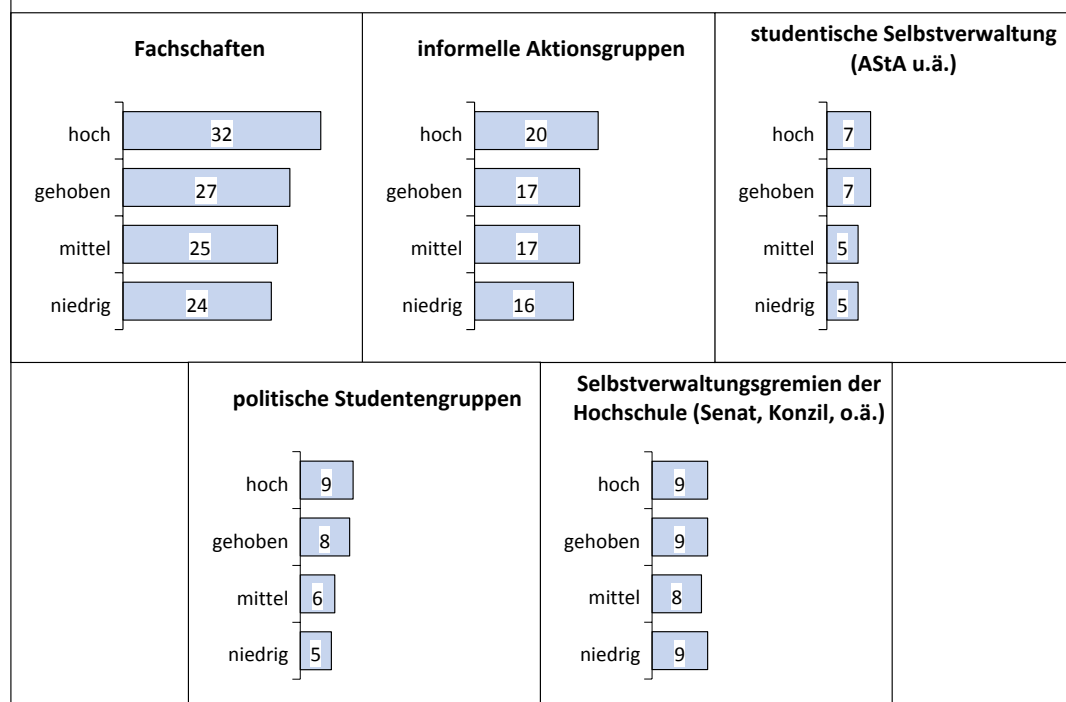 Fachschaften
hoch 32
gehoben 27
mittel 25
niedrig 24
informelle Aktionsgruppen
hoch 20
gehoben 17
mittel 17
niedrig 16
studentische Selbstverwaltung
(AStA u.ä.)
hoch 7
gehoben 7
mittel 5
niedrig 5
politische Studentengruppen
hoch 9
gehoben 8
mittel 6
niedrig 5
Selbstverwaltungsgremien der
Hochschule (Senat, Konzil, o.ä.)
hoch 9
gehoben 9
mittel 8
niedrig 9